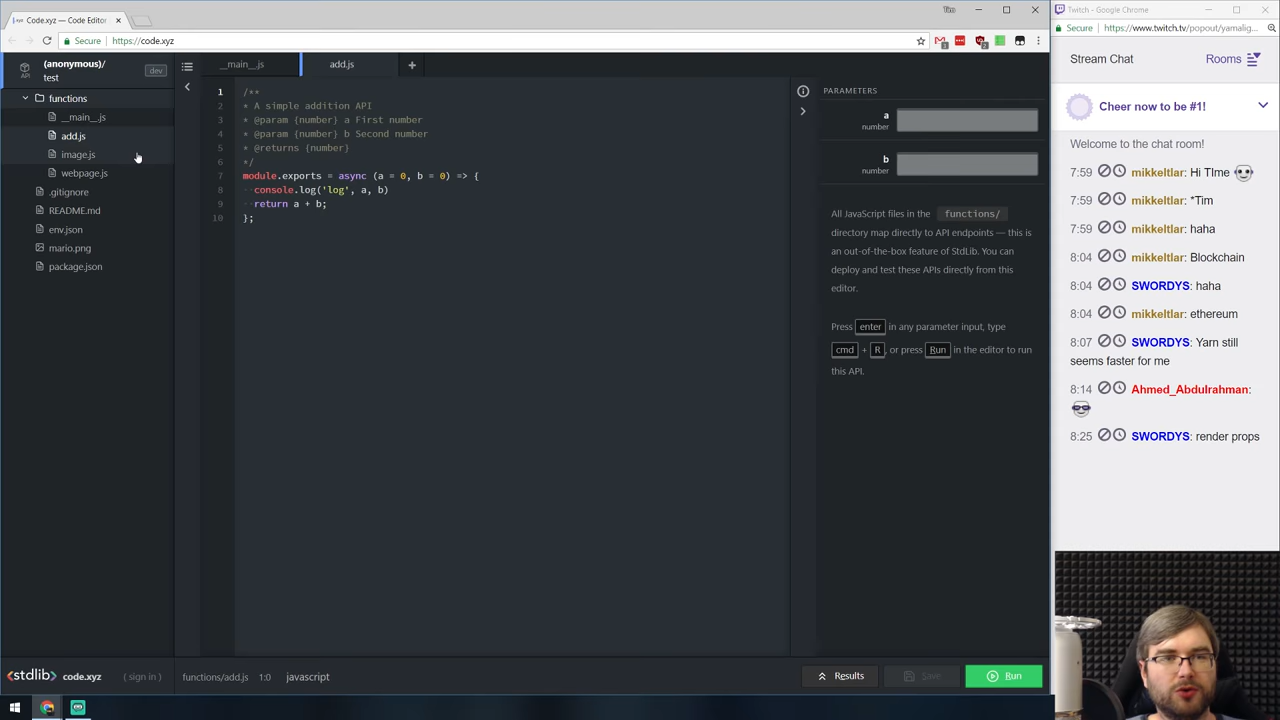 Code.xyz — Code Editor
Tim
Secure
https://code.xyz
(anonymous)/
test
dev
API
functions
__main__.js
add.js
image.js
webpage.js
.gitignore
README.md
env.json
mario.png
package.json
__main__.js
add.js
1 /**
2 * A simple addition API
3 * @param {number} a First number
4 * @param {number} b Second number
5 * @returns {number}
6 */
7 module.exports = async (a = 0, b = 0) => {
8 console.log('log', a, b)
9 return a + b;
10 };
PARAMETERS
a
number
b
number
All JavaScript files in the functions/
directory map directly to API endpoints — this is
an out-of-the-box feature of StdLib. You can
deploy and test these APIs directly from this
editor.
Press enter in any parameter input, type
cmd + R, or press Run in the editor to run
this API.
<stdlib> code.xyz (sign in)
functions/add.js 1:0 javascript
Results
Save
Run
Twitch - Google Chrome
Secure
https://www.twitch.tv/popout/yamalig...
Stream Chat
Rooms
Cheer now to be #1!
Welcome to the chat room!
7:59 mikkeltlar: Hi TIme
7:59 mikkeltlar: *Tim
7:59 mikkeltlar: haha
8:04 mikkeltlar: Blockchain
8:04 SWORDYS: haha
8:04 mikkeltlar: ethereum
8:07 SWORDYS: Yarn still
seems faster for me
8:14 Ahmed_Abdulrahman:
8:25 SWORDYS: render props